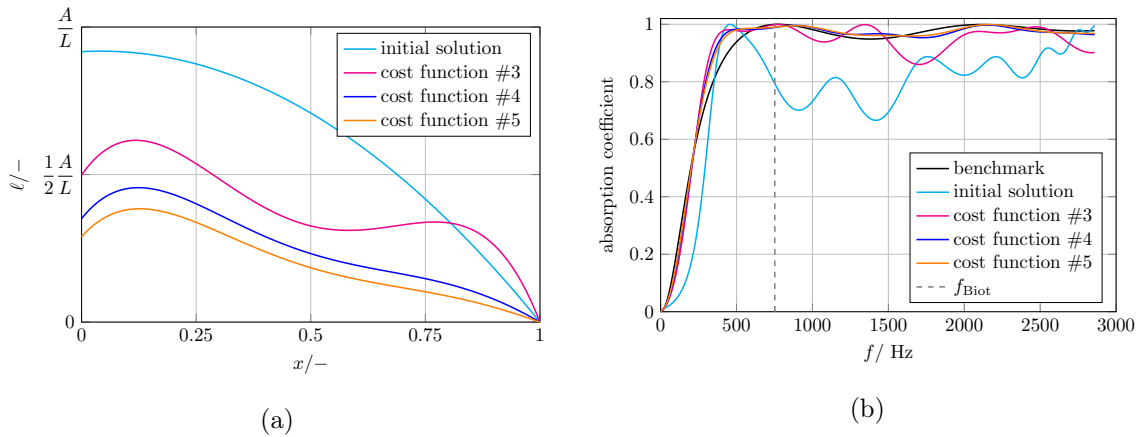 A/L
initial solution
cost function #3
cost function #4
cost function #5
ℓ/−
1/2 A/L
0
0
0.25
0.5
0.75
1
x/−
(a)
1
0.8
0.6
0.4
0.2
0
absorption coefficient
benchmark
initial solution
cost function #3
cost function #4
cost function #5
f_Biot
0
500
1000
1500
2000
2500
3000
f/ Hz
(b)